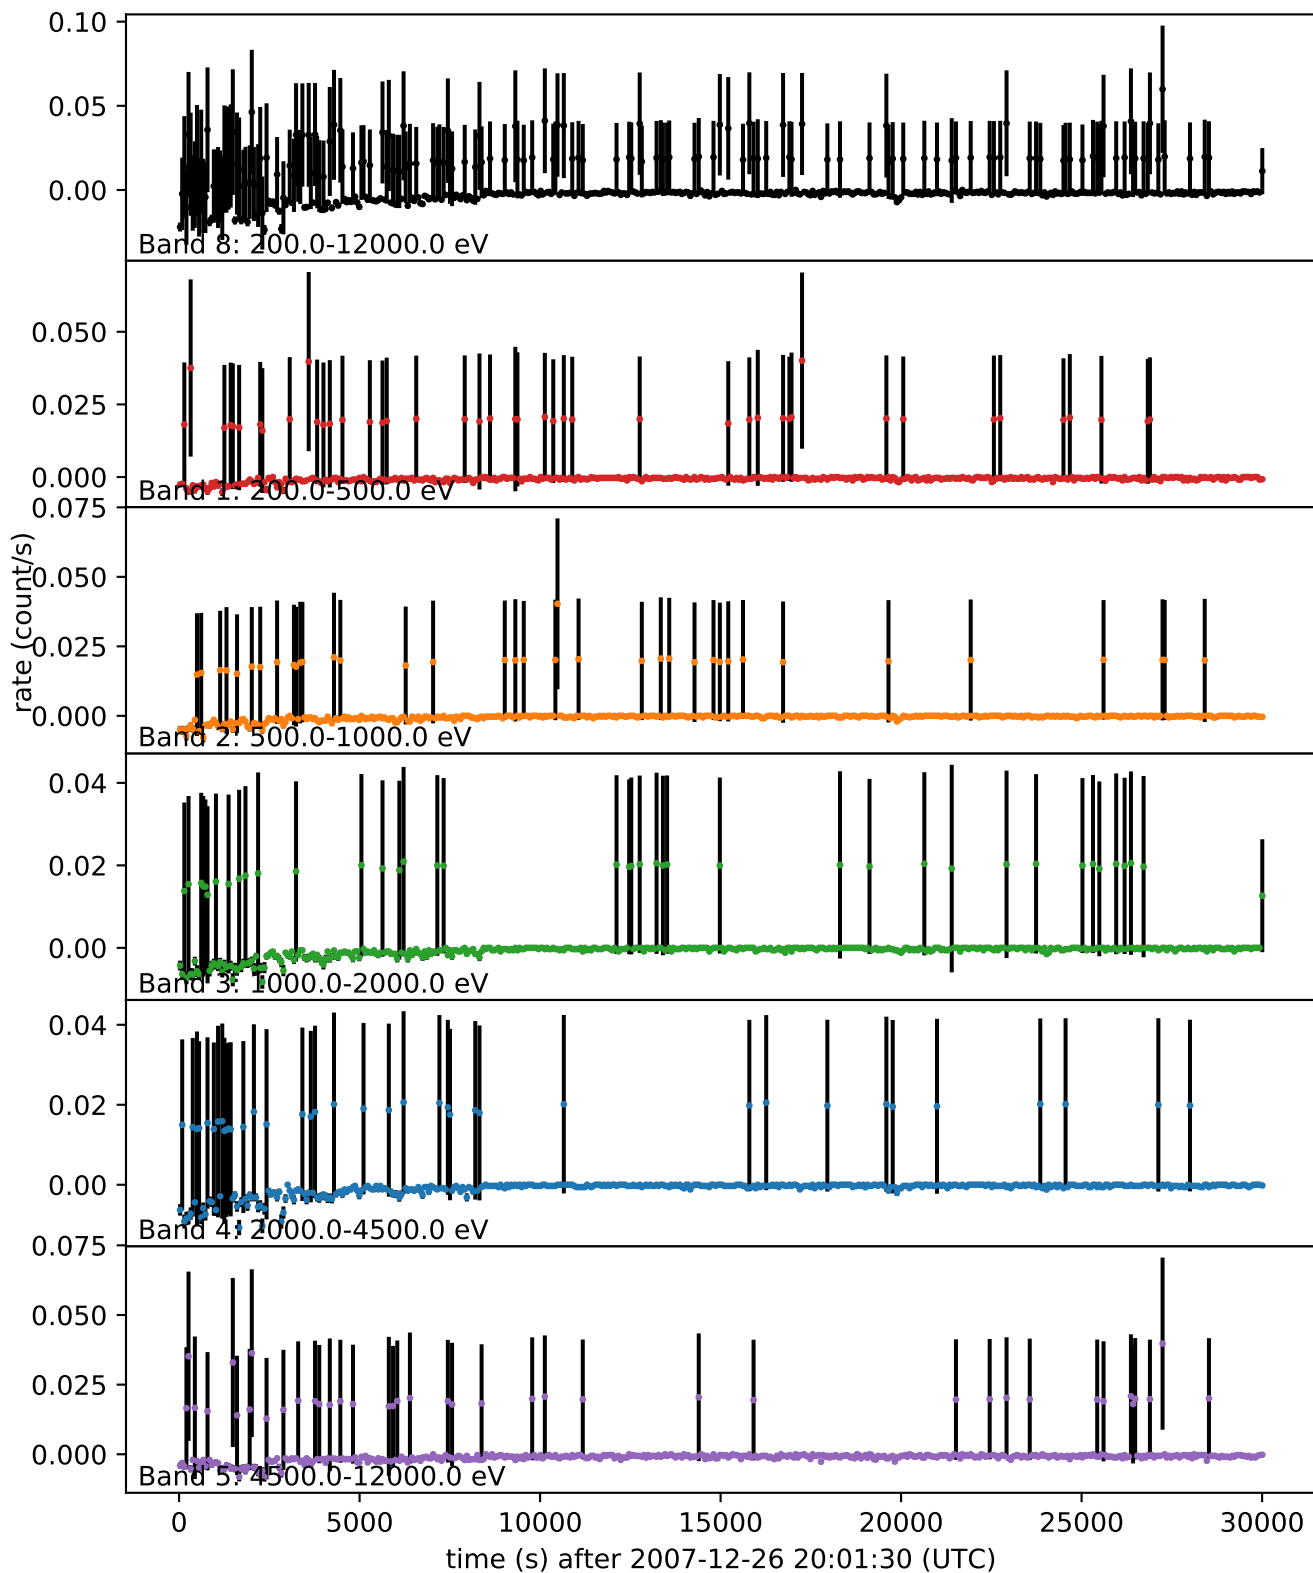 0.10
0.05
0.00
Band 8: 200.0-12000.0 eV
0.050
0.025
0.000
Band 1: 200.0-500.0 eV
0.075
0.050
0.025
0.000
Band 2: 500.0-1000.0 eV
rate (count/s)
0.04
0.02
0.00
Band 3: 1000.0-2000.0 eV
0.04
0.02
0.00
Band 4: 2000.0-4500.0 eV
0.075
0.050
0.025
0.000
Band 5: 4500.0-12000.0 eV
0 5000 10000 15000 20000 25000 30000
time (s) after 2007-12-26 20:01:30 (UTC)